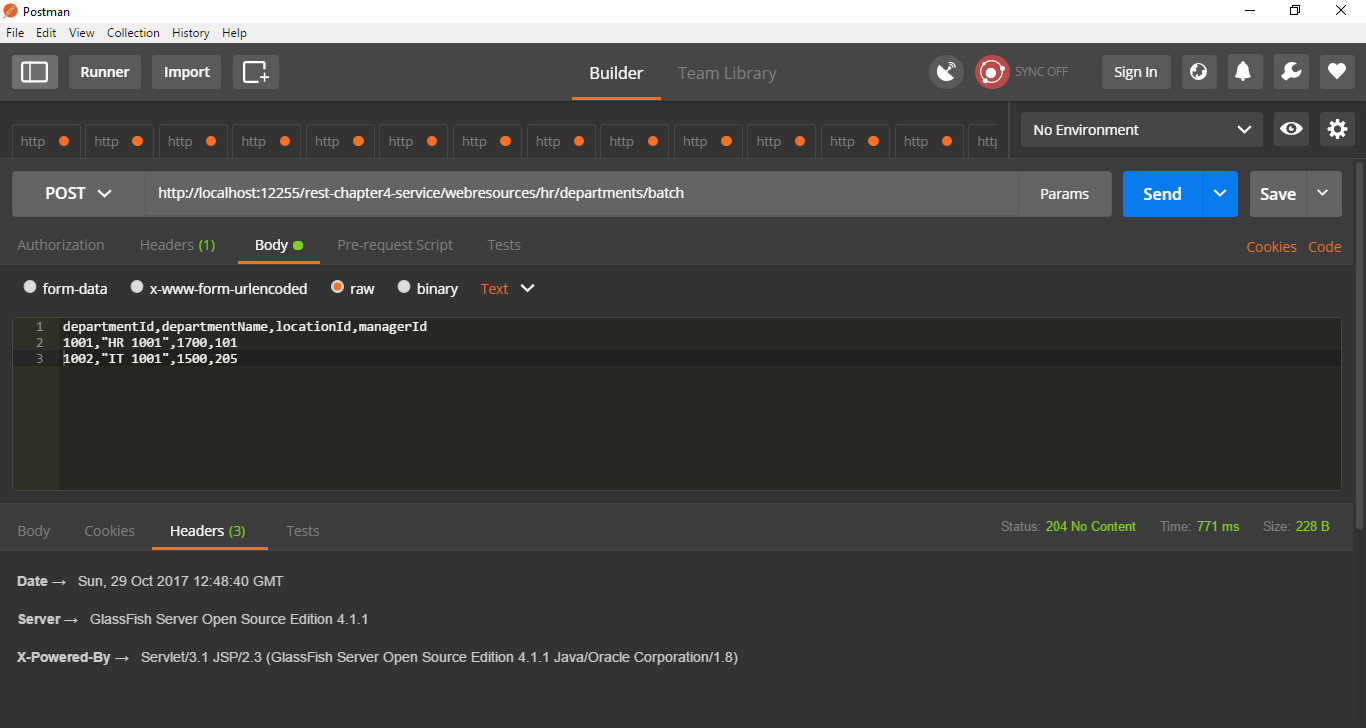 Postman
File Edit View Collection History Help
Runner Import Builder Team Library SYNC OFF Sign In
http http http http http http http http http http http http http http No Environment
POST http://localhost:12255/rest-chapter4-service/webresources/hr/departments/batch Params Send Save
Authorization Headers (1) Body Pre-request Script Tests Cookies Code
form-data x-www-form-urlencoded raw binary Text
1 departmentId,departmentName,locationId,managerId
2 1001,"HR 1001",1700,101
3 1002,"IT 1001",1500,205
Body Cookies Headers (3) Tests Status: 204 No Content Time: 771 ms Size: 228 B
Date → Sun, 29 Oct 2017 12:48:40 GMT
Server → GlassFish Server Open Source Edition 4.1.1
X-Powered-By → Servlet/3.1 JSP/2.3 (GlassFish Server Open Source Edition 4.1.1 Java/Oracle Corporation/1.8)